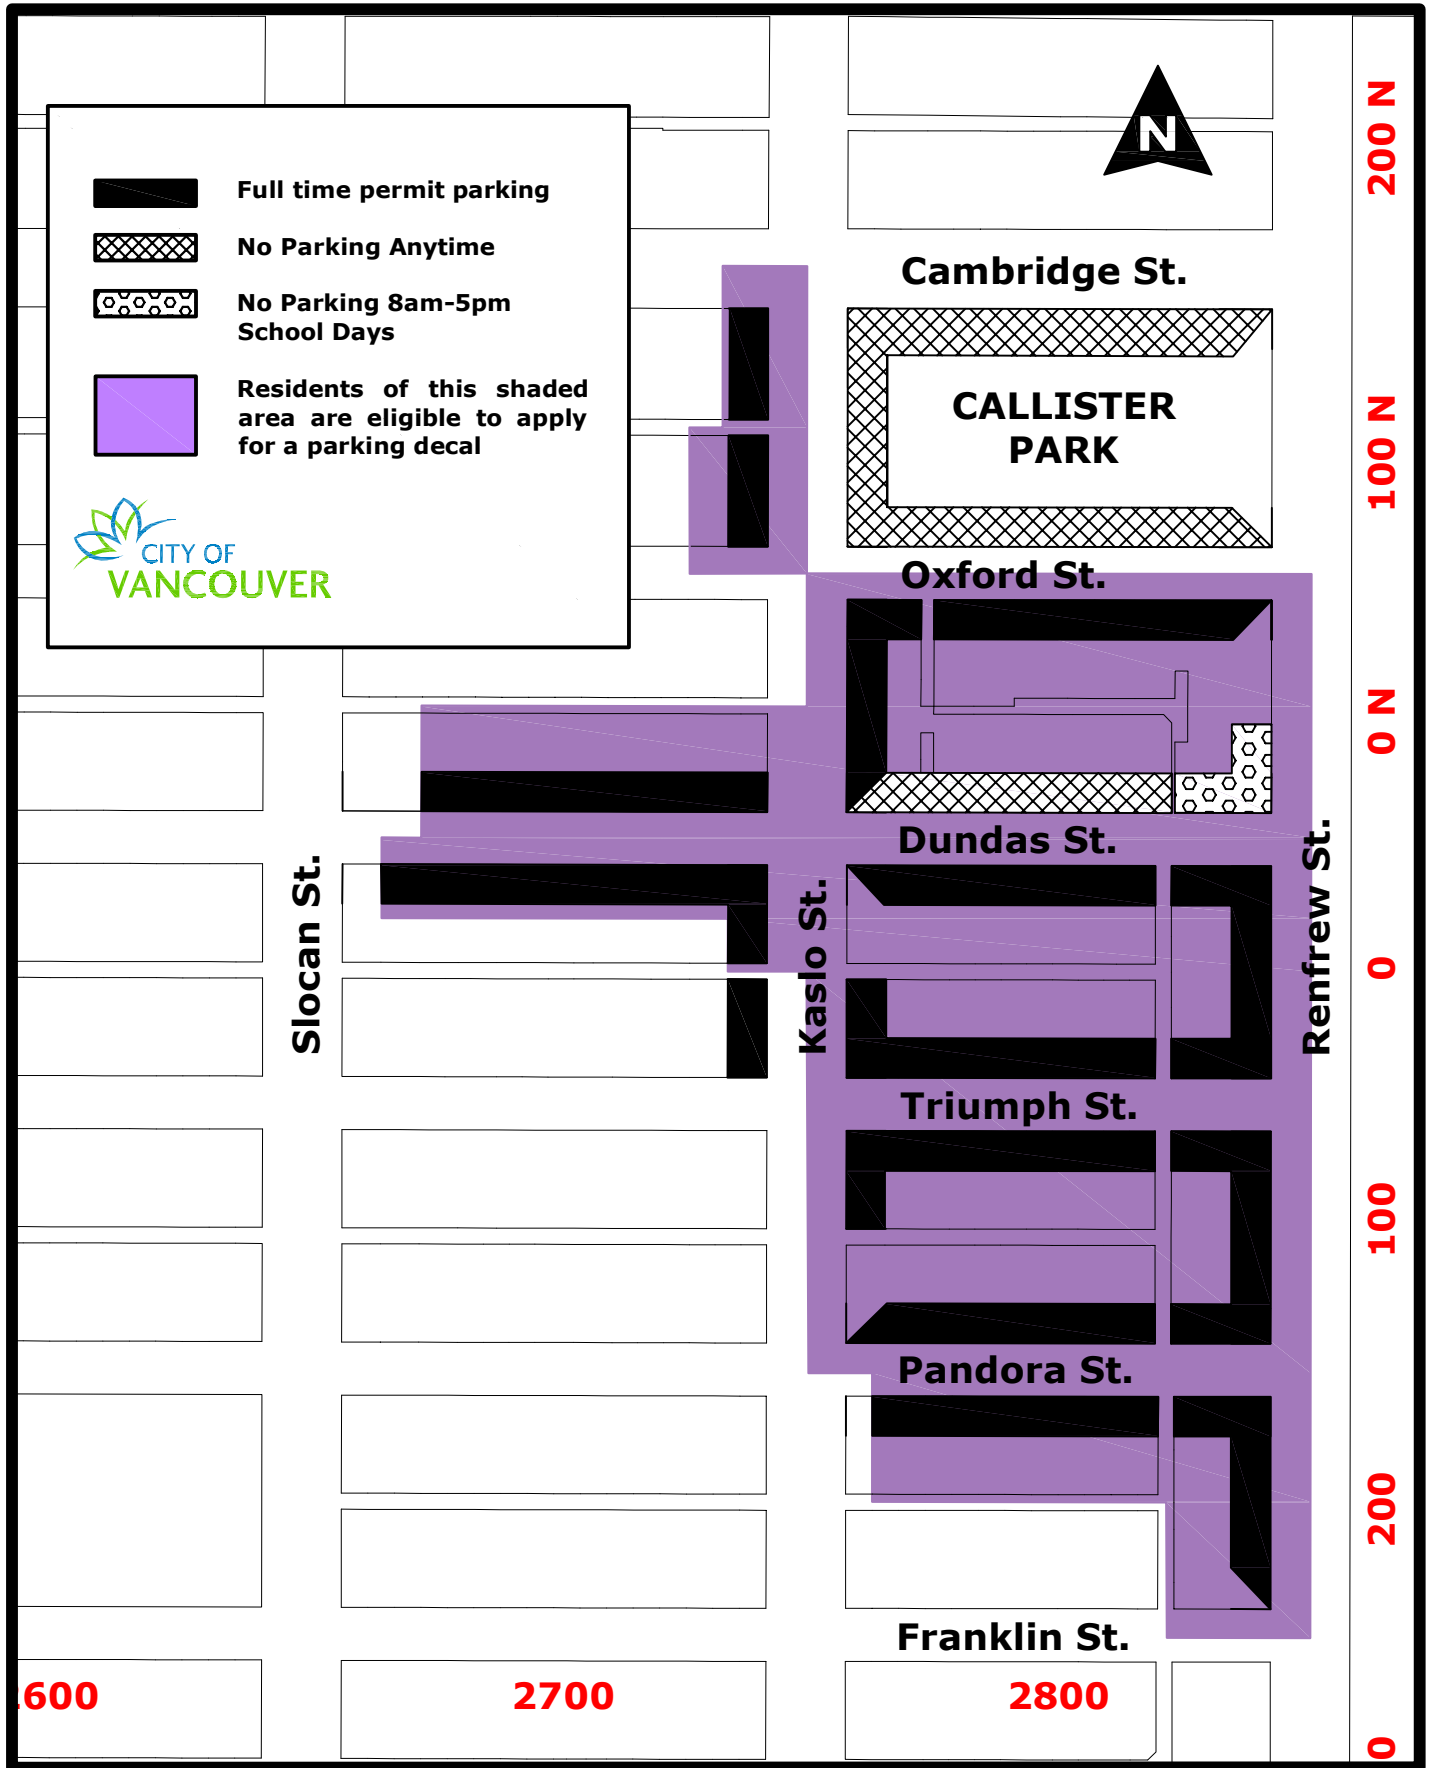 N
200 N
Full time permit parking
No Parking Anytime
No Parking 8am-5pm
School Days
Residents of this shaded
area are eligible to apply
for a parking decal
CITY OF
VANCOUVER
Cambridge St.
CALLISTER
PARK
100 N
Oxford St.
0 N
Dundas St.
Slocan St.
Kaslo St.
Renfrew St.
0
Triumph St.
100
Pandora St.
200
Franklin St.
2600
2700
2800
0